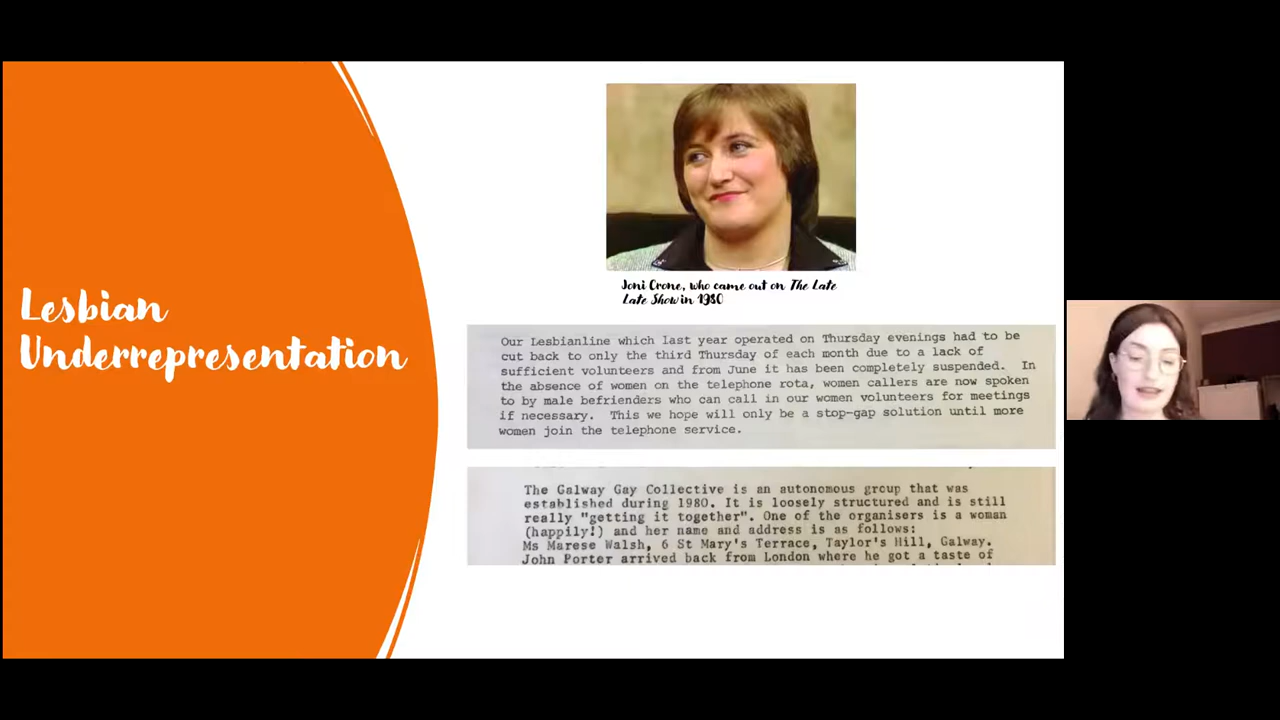 Lesbian
Underrepresentation
Joni Crone, who came out on The Late
Late Show in 1980
Our Lesbianline which last year operated on Thursday evenings had to be
cut back to only the third Thursday of each month due to a lack of
sufficient volunteers and from June it has been completely suspended. In
the absence of women on the telephone rota, women callers are now spoken
to by male befrienders who can call in our women volunteers for meetings
if necessary. This we hope will only be a stop-gap solution until more
women join the telephone service.
The Galway Gay Collective is an autonomous group that was
established during 1980. It is loosely structured and is still
really "getting it together". One of the organisers is a woman
(happily!) and her name and address is as follows:
Ms Marese Walsh, 6 St Mary's Terrace, Taylor's Hill, Galway.
John Porter arrived back from London where he got a taste of